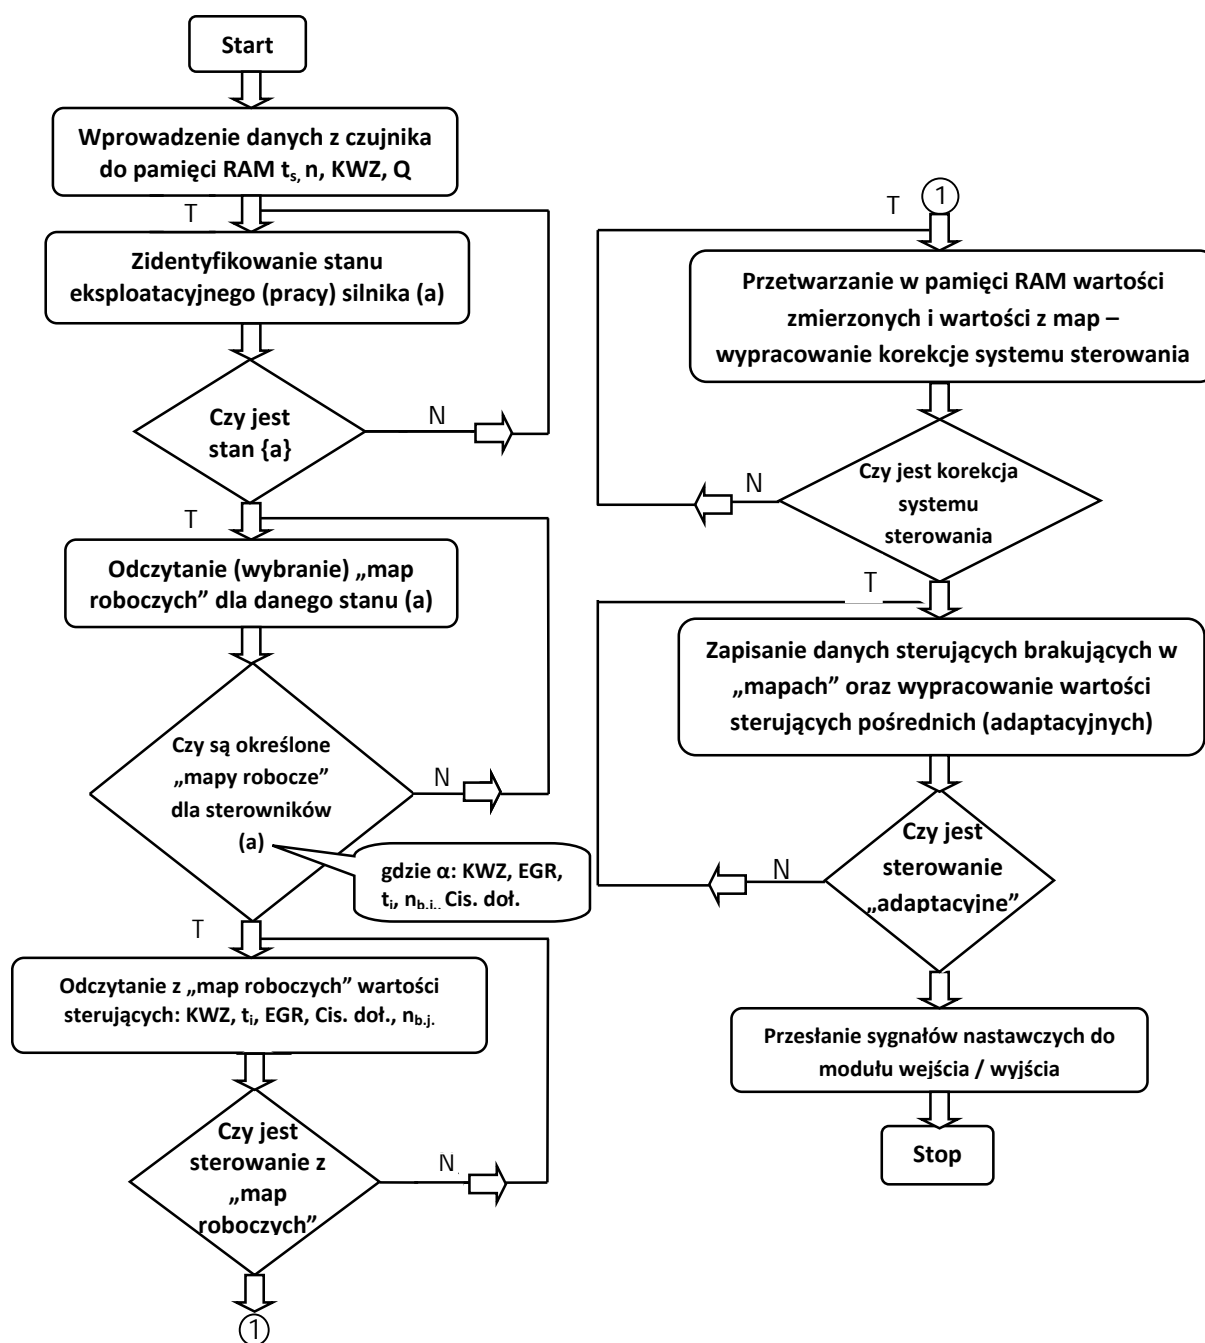 Start
Wprowadzenie danych z czujnika
do pamięci RAM ts, n, KWZ, Q
T
Zidentyfikowanie stanu
eksploatacyjnego (pracy) silnika (a)
Czy jest
stan {a}
N
T
Odczytanie (wybranie) „map
roboczych” dla danego stanu (a)
Czy są określone
„mapy robocze”
dla sterowników
(a)
N
gdzie α: KWZ, EGR,
ti, nb.j., Cis. doł.
T
Odczytanie z „map roboczych” wartości
sterujących: KWZ, ti, EGR, Cis. doł., nb.j.
Czy jest
sterowanie z
„map
roboczych”
N
1
1
T
Przetwarzanie w pamięci RAM wartości
zmierzonych i wartości z map –
wypracowanie korekcje systemu sterowania
Czy jest korekcja
systemu
sterowania
N
T
Zapisanie danych sterujących brakujących w
„mapach” oraz wypracowanie wartości
sterujących pośrednich (adaptacyjnych)
Czy jest
sterowanie
„adaptacyjne”
N
Przesłanie sygnałów nastawczych do
modułu wejścia / wyjścia
Stop